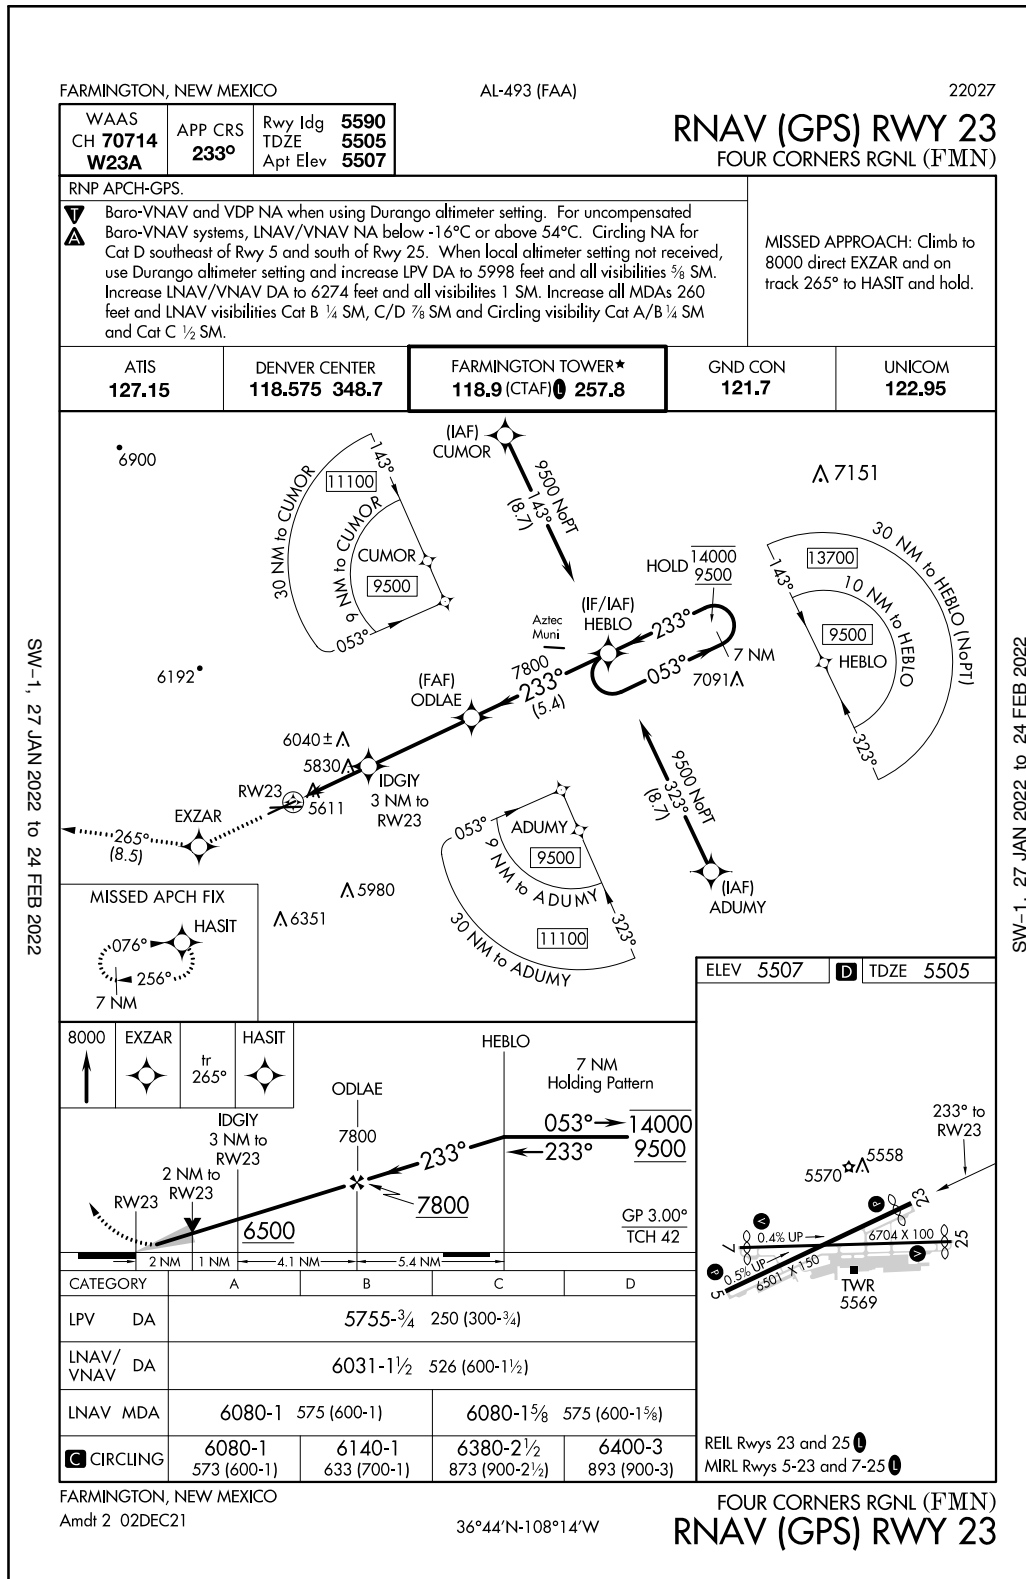 FARMINGTON, NEW MEXICO
AL-493 (FAA)
22027
WAAS
CH 70714
W23A
APP CRS
233°
Rwy ldg 5590
TDZE 5505
Apt Elev 5507
RNAV (GPS) RWY 23
FOUR CORNERS RGNL (FMN)
RNP APCH-GPS.
T
A
Baro-VNAV and VDP NA when using Durango altimeter setting. For uncompensated
Baro-VNAV systems, LNAV/VNAV NA below -16°C or above 54°C. Circling NA for
Cat D southeast of Rwy 5 and south of Rwy 25. When local altimeter setting not received,
use Durango altimeter setting and increase LPV DA to 5998 feet and all visibilities ⅝ SM.
Increase LNAV/VNAV DA to 6274 feet and all visibilites 1 SM. Increase all MDAs 260
feet and LNAV visibilities Cat B ¼ SM, C/D ⅞ SM and Circling visibility Cat A/B ¼ SM
and Cat C ½ SM.
MISSED APPROACH: Climb to
8000 direct EXZAR and on
track 265° to HASIT and hold.
ATIS
127.15
DENVER CENTER
118.575 348.7
FARMINGTON TOWER★
118.9 (CTAF) L 257.8
GND CON
121.7
UNICOM
122.95
6900
(IAF)
CUMOR
9500 NoPT
143°
(8.7)
7151
30 NM to CUMOR
143°
11100
9 NM to CUMOR
CUMOR
9500
053°
HOLD 14000
9500
233°
053°
7 NM
7091
30 NM to HEBLO (NoPT)
13700
143°
10 NM to HEBLO
9500
HEBLO
323°
Aztec
Muni
(IF/IAF)
HEBLO
7800
233°
(5.4)
6192
(FAF)
ODLAE
6040±
5830
IDGIY
3 NM to
RW23
RW23
5611
EXZAR
265°
(8.5)
9500 NoPT
323°
(8.7)
(IAF)
ADUMY
053°
ADUMY
9500
9 NM to ADUMY
11100
323°
30 NM to ADUMY
5980
6351
MISSED APCH FIX
HASIT
076°
256°
7 NM
SW-1, 27 JAN 2022 to 24 FEB 2022
SW-1, 27 JAN 2022 to 24 FEB 2022
ELEV 5507
D
TDZE 5505
233° to
RW23
5558
5570
P
23
V
0.4% UP
6704 X 100
7
25
V
P
0.5% UP
6501 X 150
5
TWR
5569
REIL Rwys 23 and 25 L
MIRL Rwys 5-23 and 7-25 L
8000
EXZAR
tr
265°
HASIT
HEBLO
7 NM
Holding Pattern
ODLAE
7800
053°
14000
233°
9500
233°
IDGIY
3 NM to
RW23
2 NM to
RW23
RW23
7800
6500
GP 3.00°
TCH 42
2 NM
1 NM
4.1 NM
5.4 NM
CATEGORY A B C D
LPV DA 5755-¾ 250 (300-¾)
LNAV/
VNAV DA 6031-1½ 526 (600-1½)
LNAV MDA 6080-1 575 (600-1) 6080-1⅝ 575 (600-1⅝)
C CIRCLING
6080-1
573 (600-1)
6140-1
633 (700-1)
6380-2½
873 (900-2½)
6400-3
893 (900-3)
FARMINGTON, NEW MEXICO
Amdt 2 02DEC21
36°44'N-108°14'W
FOUR CORNERS RGNL (FMN)
RNAV (GPS) RWY 23